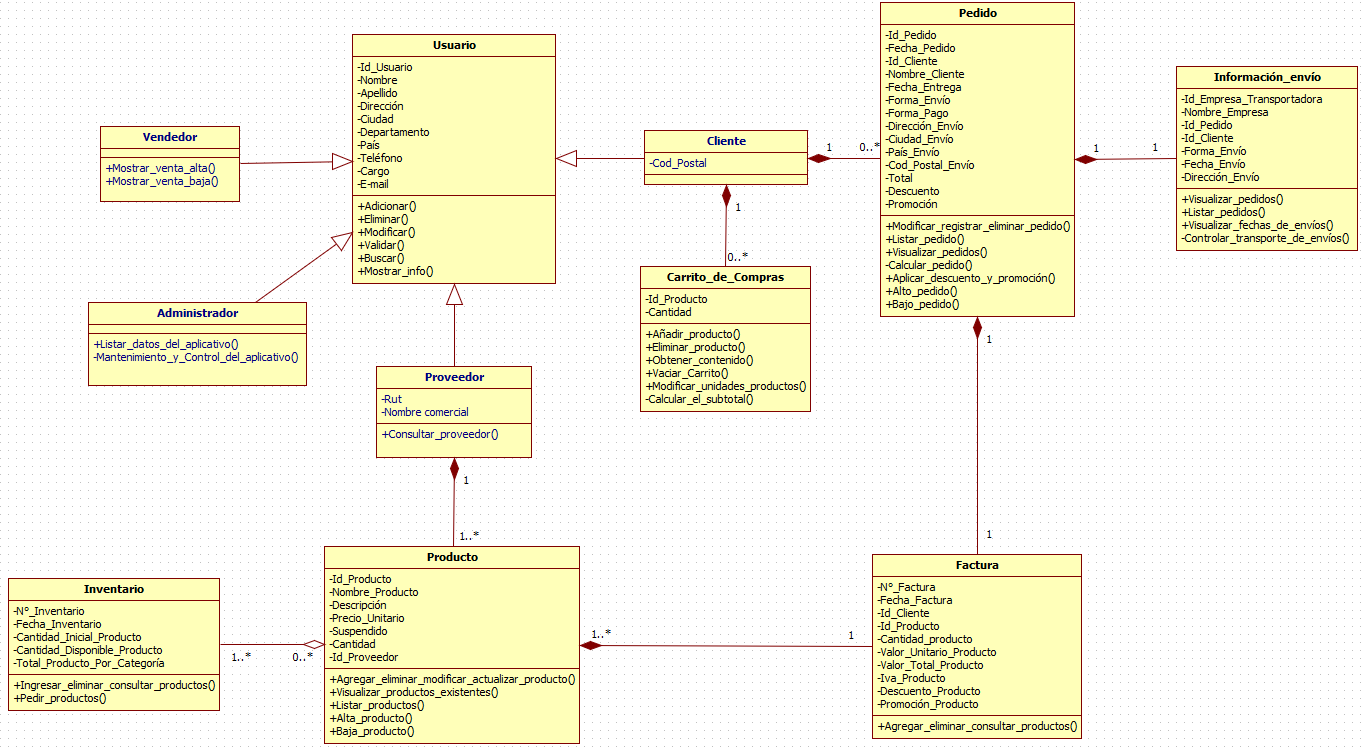 Usuario
-Id_Usuario
-Nombre
-Apellido
-Dirección
-Ciudad
-Departamento
-País
-Teléfono
-Cargo
-E-mail
+Adicionar()
+Eliminar()
+Modificar()
+Validar()
+Buscar()
+Mostrar_info()
Vendedor
+Mostrar_venta_alta()
+Mostrar_venta_baja()
Administrador
+Listar_datos_del_aplicativo()
-Mantenimiento_y_Control_del_aplicativo()
Proveedor
-Rut
-Nombre comercial
+Consultar_proveedor()
1
1..*
Cliente
-Cod_Postal
1
0..*
1
0..*
Carrito_de_Compras
-Id_Producto
-Cantidad
+Añadir_producto()
+Eliminar_producto()
+Obtener_contenido()
+Vaciar_Carrito()
+Modificar_unidades_productos()
-Calcular_el_subtotal()
Pedido
-Id_Pedido
-Fecha_Pedido
-Id_Cliente
-Nombre_Cliente
-Fecha_Entrega
-Forma_Envío
-Forma_Pago
-Dirección_Envío
-Ciudad_Envío
-País_Envío
-Cod_Postal_Envío
-Total
-Descuento
-Promoción
+Modificar_registrar_eliminar_pedido()
+Listar_pedido()
+Visualizar_pedidos()
-Calcular_pedido()
+Aplicar_descuento_y_promoción()
+Alto_pedido()
+Bajo_pedido()
1
1
Información_envío
-Id_Empresa_Transportadora
-Nombre_Empresa
-Id_Pedido
-Id_Cliente
-Forma_Envío
-Fecha_Envío
-Dirección_Envío
+Visualizar_pedidos()
+Listar_pedidos()
+Visualizar_fechas_de_envíos()
-Controlar_transporte_de_envíos()
1
1
Inventario
-N°_Inventario
-Fecha_Inventario
-Cantidad_Inicial_Producto
-Cantidad_Disponible_Producto
-Total_Producto_Por_Categoría
+Ingresar_eliminar_consultar_productos()
+Pedir_productos()
1..*
0..*
Producto
-Id_Producto
-Nombre_Producto
-Descripción
-Precio_Unitario
-Suspendido
-Cantidad
-Id_Proveedor
+Agregar_eliminar_modificar_actualizar_producto()
+Visualizar_productos_existentes()
+Listar_productos()
+Alta_producto()
+Baja_producto()
1..*
1
Factura
-N°_Factura
-Fecha_Factura
-Id_Cliente
-Id_Producto
-Cantidad_producto
-Valor_Unitario_Producto
-Valor_Total_Producto
-Iva_Producto
-Descuento_Producto
-Promoción_Producto
+Agregar_eliminar_consultar_productos()